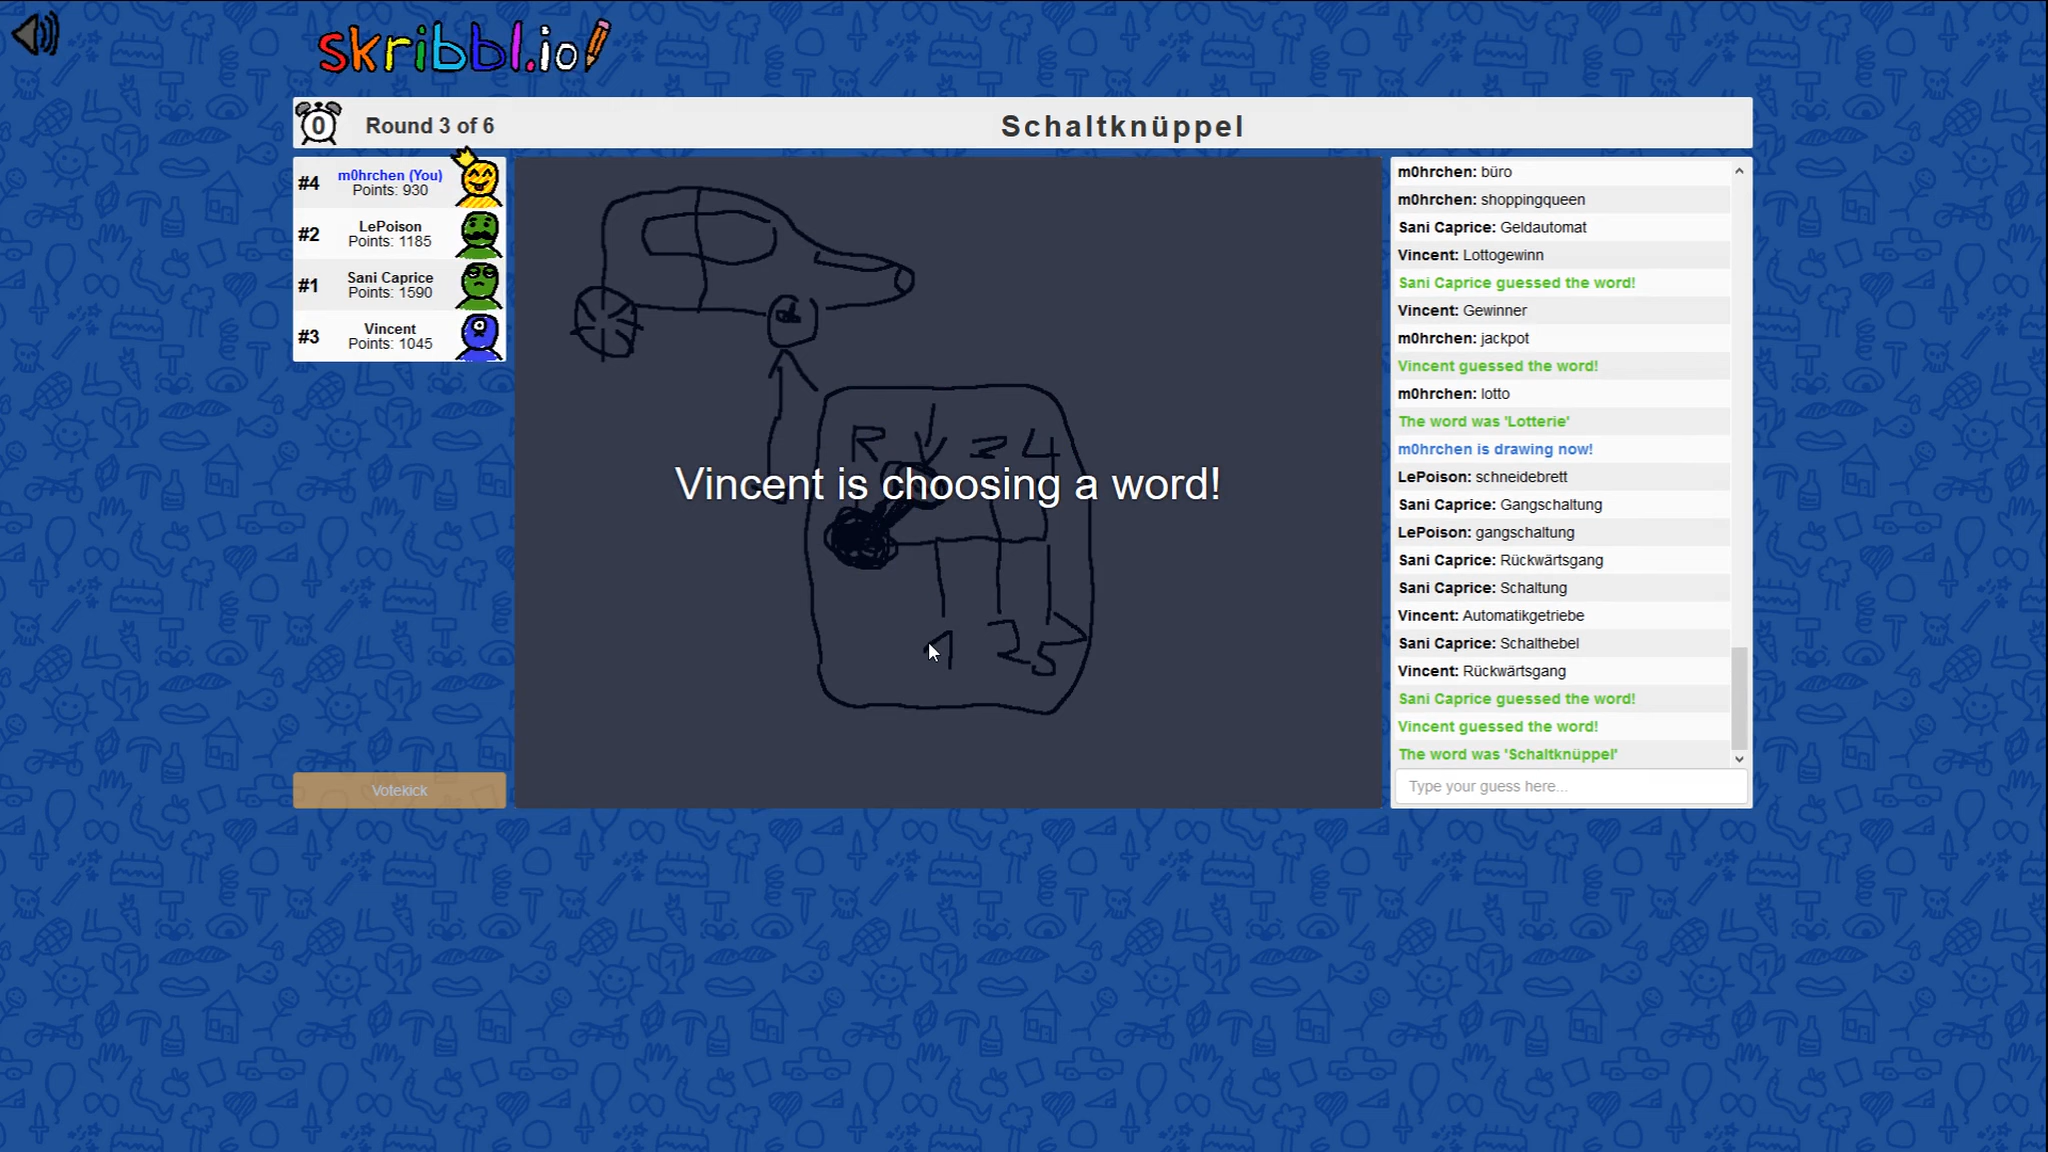 skribbl.io
0
Round 3 of 6
Schaltknüppel
#4
m0hrchen (You)
Points: 930
#2
LePoison
Points: 1185
#1
Sani Caprice
Points: 1590
#3
Vincent
Points: 1045
Votekick
R 3 4
Vincent is choosing a word!
1 2 5
m0hrchen: büro
m0hrchen: shoppingqueen
Sani Caprice: Geldautomat
Vincent: Lottogewinn
Sani Caprice guessed the word!
Vincent: Gewinner
m0hrchen: jackpot
Vincent guessed the word!
m0hrchen: lotto
The word was 'Lotterie'
m0hrchen is drawing now!
LePoison: schneidebrett
Sani Caprice: Gangschaltung
LePoison: gangschaltung
Sani Caprice: Rückwärtsgang
Sani Caprice: Schaltung
Vincent: Automatikgetriebe
Sani Caprice: Schalthebel
Vincent: Rückwärtsgang
Sani Caprice guessed the word!
Vincent guessed the word!
The word was 'Schaltknüppel'
Type your guess here...